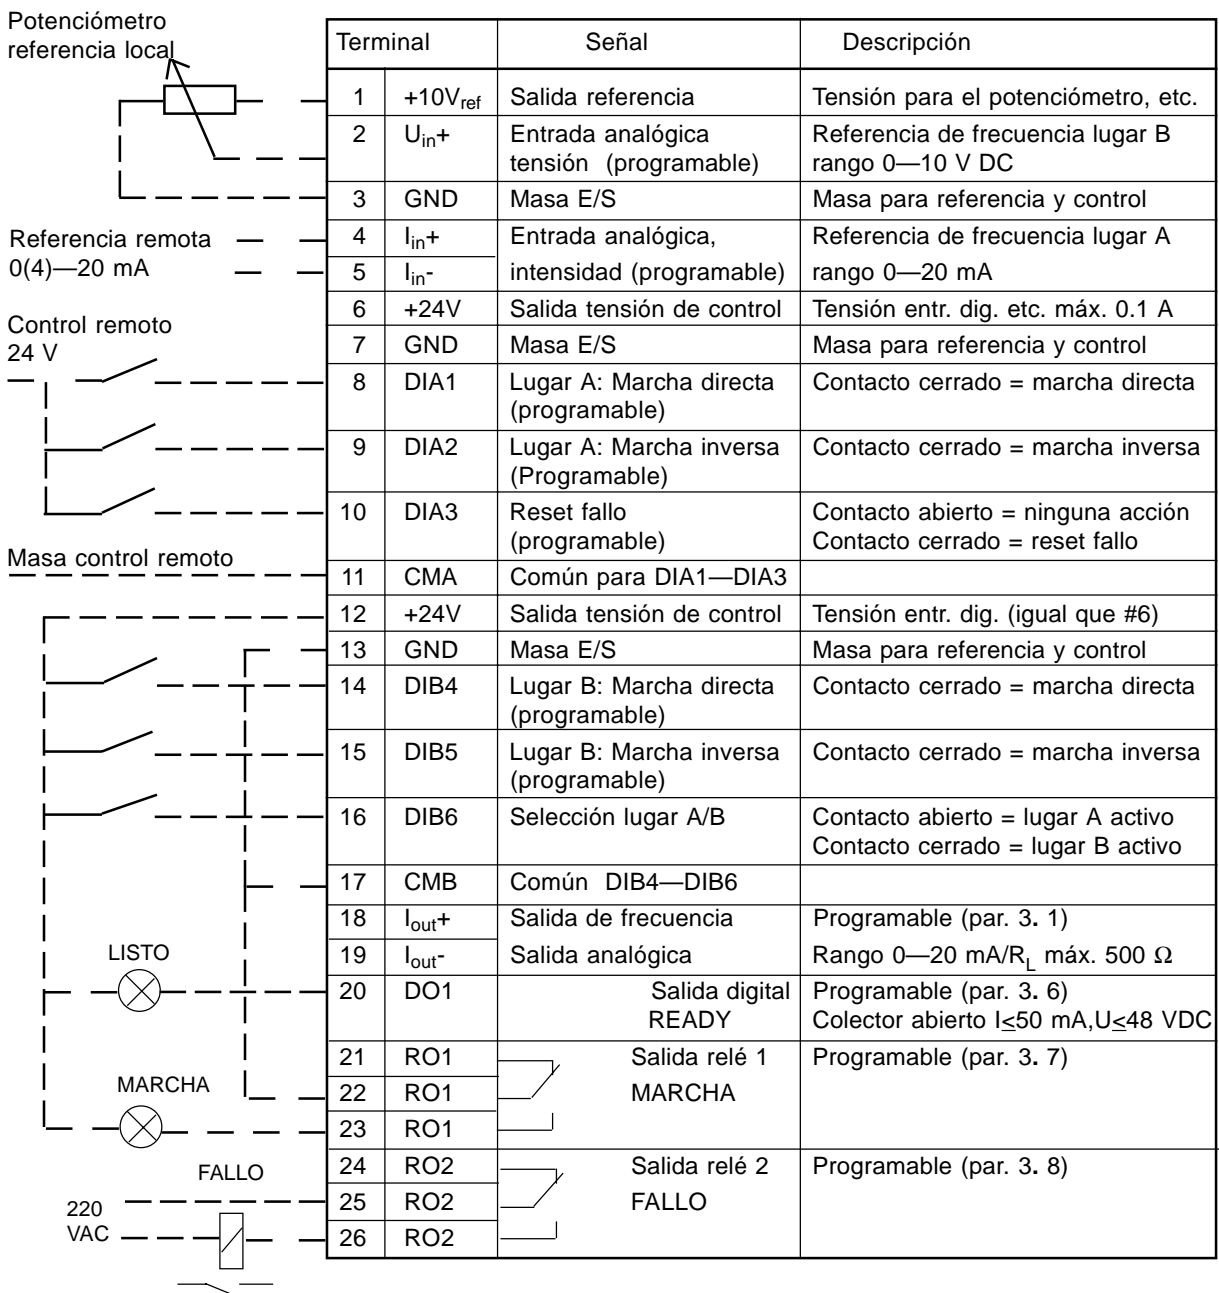 Potenciómetro
referencia local
Terminal Señal Descripción
1 +10Vref Salida referencia Tensión para el potenciómetro, etc.
2 Uin+ Entrada analógica Referencia de frecuencia lugar B
tensión (programable) rango 0—10 V DC
3 GND Masa E/S Masa para referencia y control
Referencia remota 4 Iin+ Entrada analógica, Referencia de frecuencia lugar A
0(4)—20 mA 5 Iin- intensidad (programable) rango 0—20 mA
6 +24V Salida tensión de control Tensión entr. dig. etc. máx. 0.1 A
Control remoto
24 V 7 GND Masa E/S Masa para referencia y control
8 DIA1 Lugar A: Marcha directa Contacto cerrado = marcha directa
(programable)
9 DIA2 Lugar A: Marcha inversa Contacto cerrado = marcha inversa
(Programable)
10 DIA3 Reset fallo Contacto abierto = ninguna acción
(programable) Contacto cerrado = reset fallo
Masa control remoto
11 CMA Común para DIA1—DIA3
12 +24V Salida tensión de control Tensión entr. dig. (igual que #6)
13 GND Masa E/S Masa para referencia y control
14 DIB4 Lugar B: Marcha directa Contacto cerrado = marcha directa
(programable)
15 DIB5 Lugar B: Marcha inversa Contacto cerrado = marcha inversa
(programable)
16 DIB6 Selección lugar A/B Contacto abierto = lugar A activo
Contacto cerrado = lugar B activo
17 CMB Común DIB4—DIB6
18 Iout+ Salida de frecuencia Programable (par. 3. 1)
LISTO 19 Iout- Salida analógica Rango 0—20 mA/RL máx. 500 Ω
20 DO1 Salida digital Programable (par. 3. 6)
READY Colector abierto I≤50 mA,U≤48 VDC
21 RO1 Salida relé 1 Programable (par. 3. 7)
MARCHA 22 RO1 MARCHA
23 RO1
FALLO 24 RO2 Salida relé 2 Programable (par. 3. 8)
220 25 RO2 FALLO
VAC 26 RO2